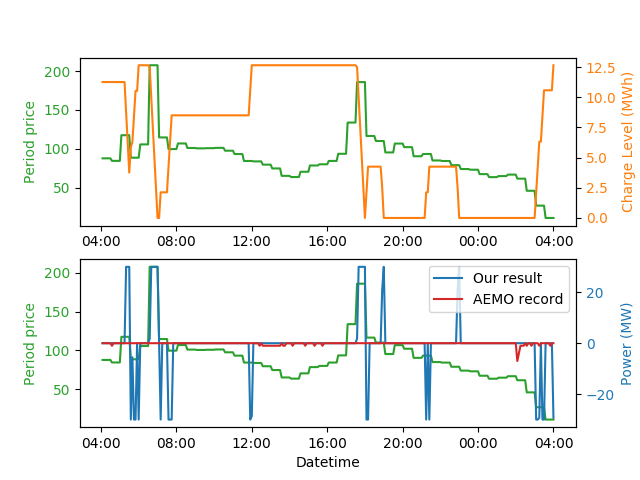 200
150
100
50
Period price
12.5
10.0
7.5
5.0
2.5
0.0
Charge Level (MWh)
04:00 08:00 12:00 16:00 20:00 00:00 04:00
200
150
100
50
Period price
Our result
AEMO record
20
0
−20
Power (MW)
04:00 08:00 12:00 16:00 20:00 00:00 04:00
Datetime